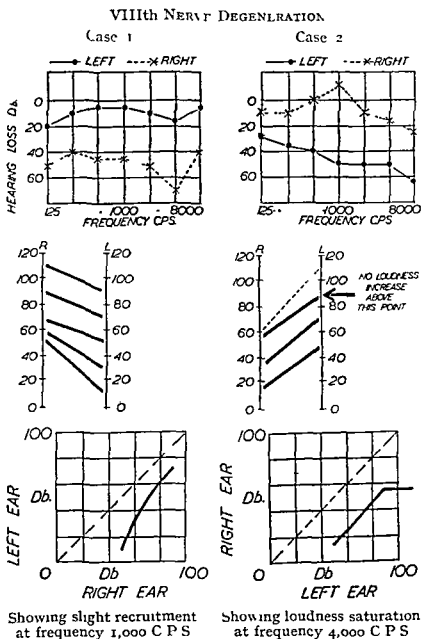 VIIIth NERVE DEGENERATION
Case 1
Case 2
LEFT RIGHT
LEFT RIGHT
HEARING LOSS Db.
0
20
40
60
0
20
40
60
125 1000 8000
FREQUENCY CPS.
125 1000 8000
FREQUENCY CPS.
R L
120 120
100 100
80 80
60 60
50 40
20 20
0 0
R L
120 120
100 100
80 80
60 60
40 40
20 20
0 0
NO LOUDNESS
INCREASE
ABOVE
THIS POINT
100
Db.
LEFT EAR
0 Db 100
RIGHT EAR
100
Db.
RIGHT EAR
0 Db 100
LEFT EAR
Showing slight recruitment
at frequency 1,000 C P S
Showing loudness saturation
at frequency 4,000 C P S